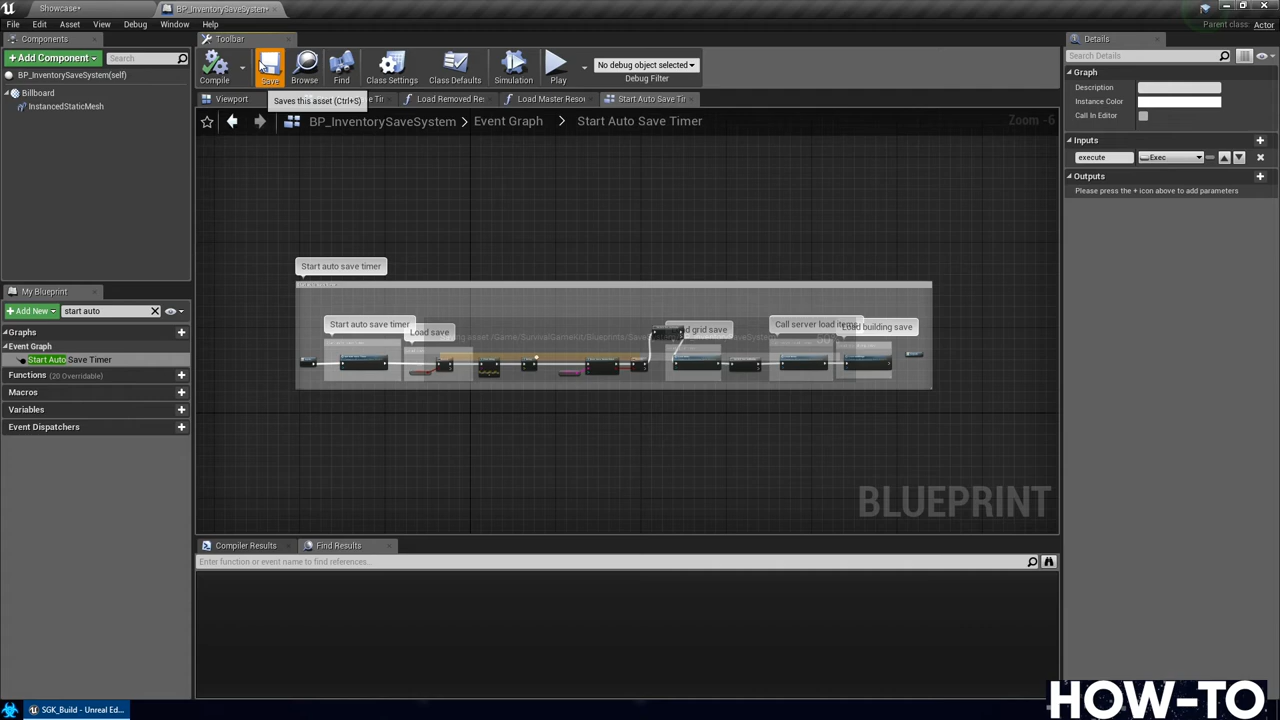 Showcase*
BP_InventorySaveSystem*
File Edit Asset View Debug Window Help
Parent class: Actor
Components
Toolbar
Details
+Add Component
Search
Search Details
BP_InventorySaveSystem(self)
Billboard
InstancedStaticMesh
Compile
Save
Browse
Find
Class Settings
Class Defaults
Simulation
Play
No debug object selected
Debug Filter
Saves this asset (Ctrl+S)
Viewport
Load Removed Re
Load Master Resou
Start Auto Save Ti
BP_InventorySaveSystem > Event Graph > Start Auto Save Timer
Zoom -6
Graph
Description
Instance Color
Call In Editor
Inputs
execute
Exec
Outputs
Please press the + icon above to add parameters
Start auto save timer
Start auto save timer
Load save
d grid save
Call server load items
Load building save
BLUEPRINT
My Blueprint
+Add New
start auto
Graphs
Event Graph
Start Auto Save Timer
Functions (20 Overridable)
Macros
Variables
Event Dispatchers
Compiler Results
Find Results
Enter function or event name to find references...
SGK_Build - Unreal Ed...
HOW-TO